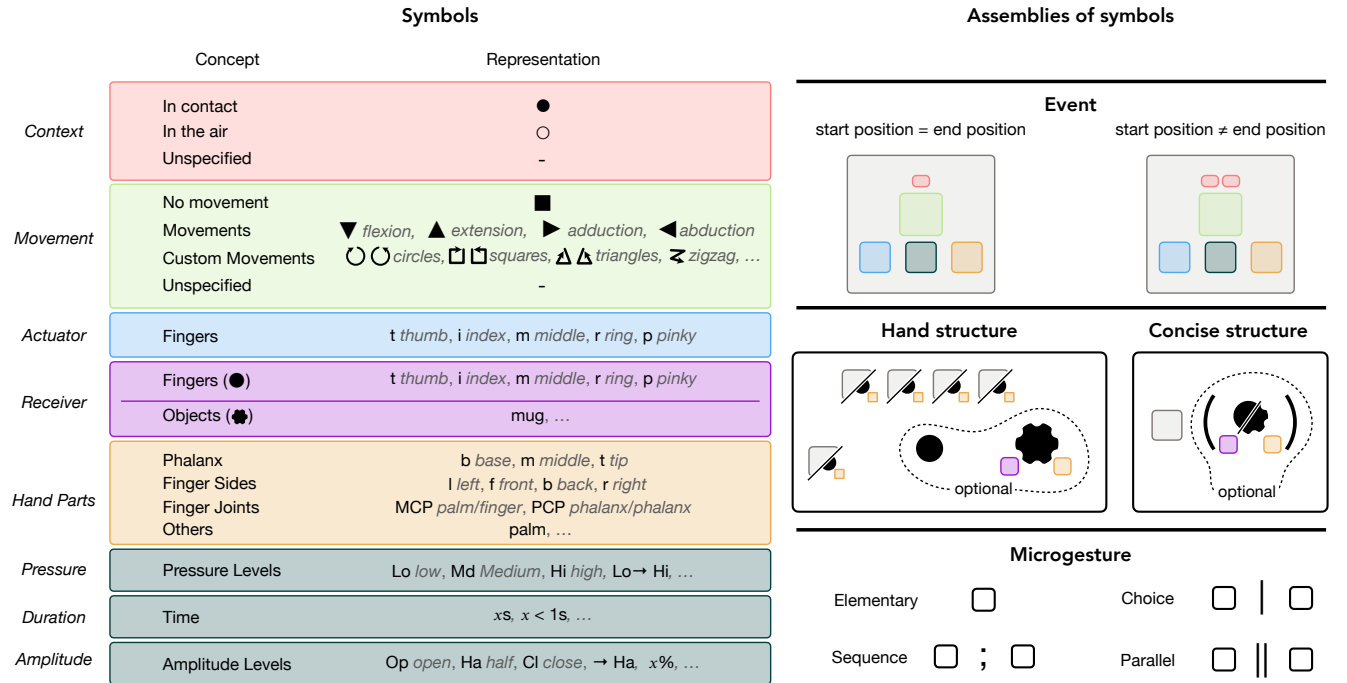 Symbols
Concept Representation
Context
In contact ●
In the air ○
Unspecified -
Movement
No movement ■
Movements ▼ flexion, ▲ extension, ► adduction, ◄ abduction
Custom Movements circles, squares, triangles, zigzag, …
Unspecified -
Actuator
Fingers t thumb, i index, m middle, r ring, p pinky
Receiver
Fingers (●) t thumb, i index, m middle, r ring, p pinky
Objects ( ) mug, …
Hand Parts
Phalanx b base, m middle, t tip
Finger Sides l left, f front, b back, r right
Finger Joints MCP palm/finger, PCP phalanx/phalanx
Others palm, …
Pressure
Pressure Levels Lo low, Md Medium, Hi high, Lo→ Hi, …
Duration
Time xs, x < 1s, …
Amplitude
Amplitude Levels Op open, Ha half, Cl close, → Ha, x%, …
Assemblies of symbols
Event
start position = end position
start position ≠ end position
Hand structure
optional
Concise structure
( )
optional
Microgesture
Elementary
Choice |
Sequence ;
Parallel ||